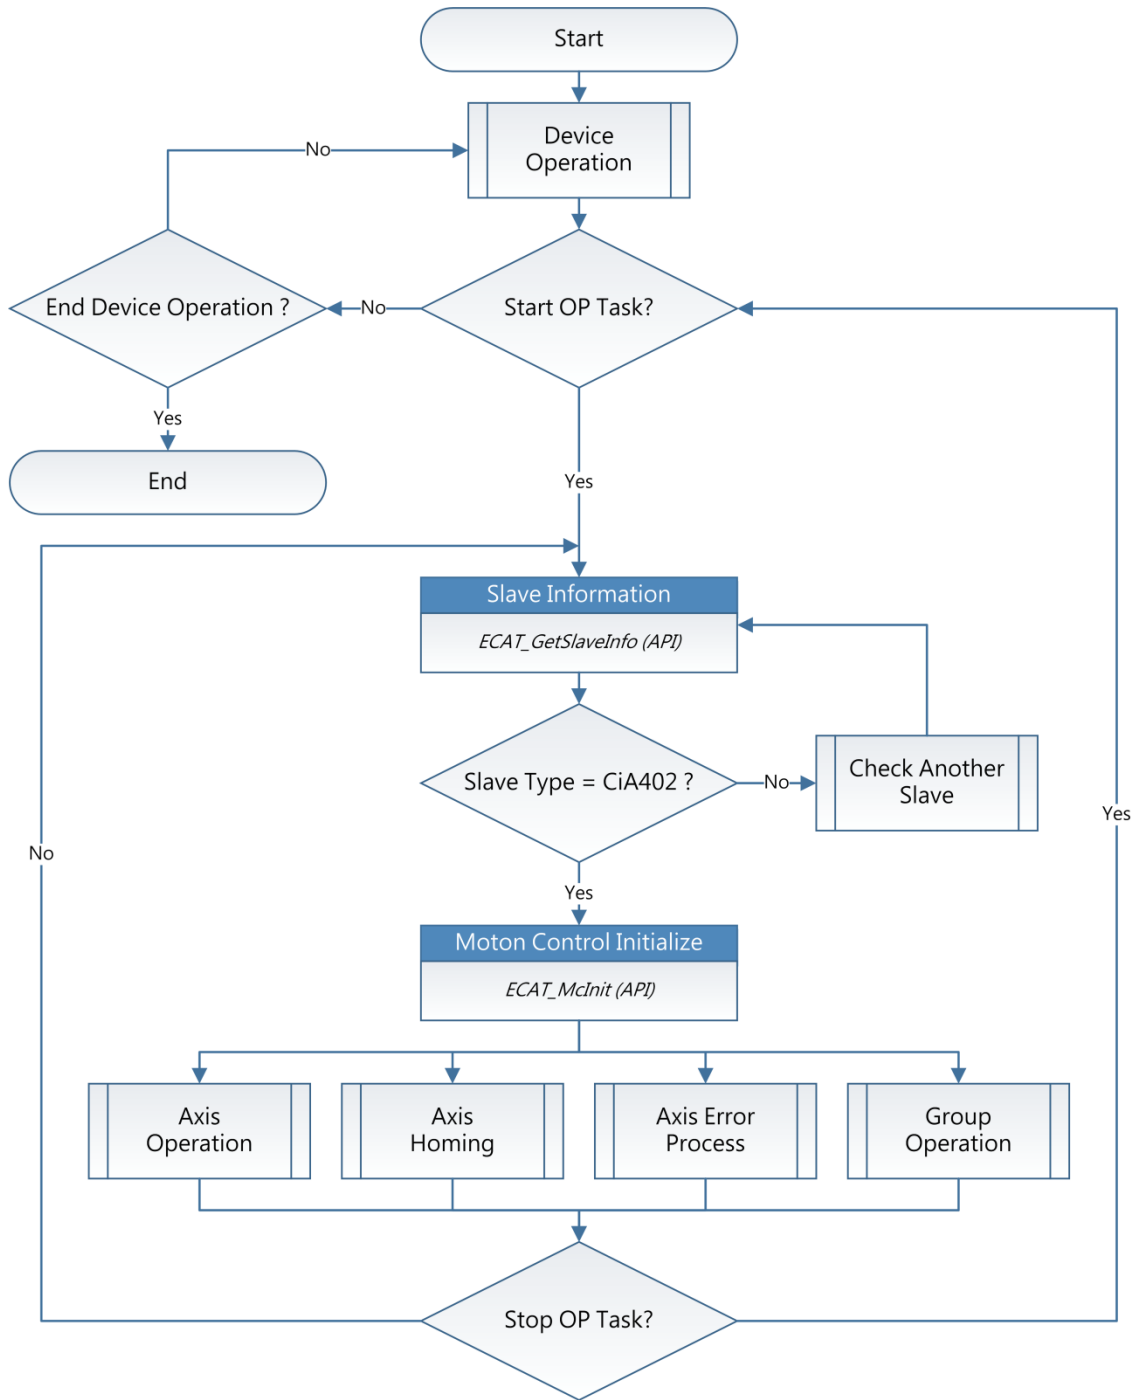 Start
Device
Operation
No
End Device Operation ?
No
Start OP Task?
Yes
End
Yes
Slave Information
ECAT_GetSlaveInfo (API)
Slave Type = CiA402 ?
No
Check Another
Slave
Yes
No
Yes
Moton Control Initialize
ECAT_McInit (API)
Axis
Operation
Axis
Homing
Axis Error
Process
Group
Operation
Stop OP Task?